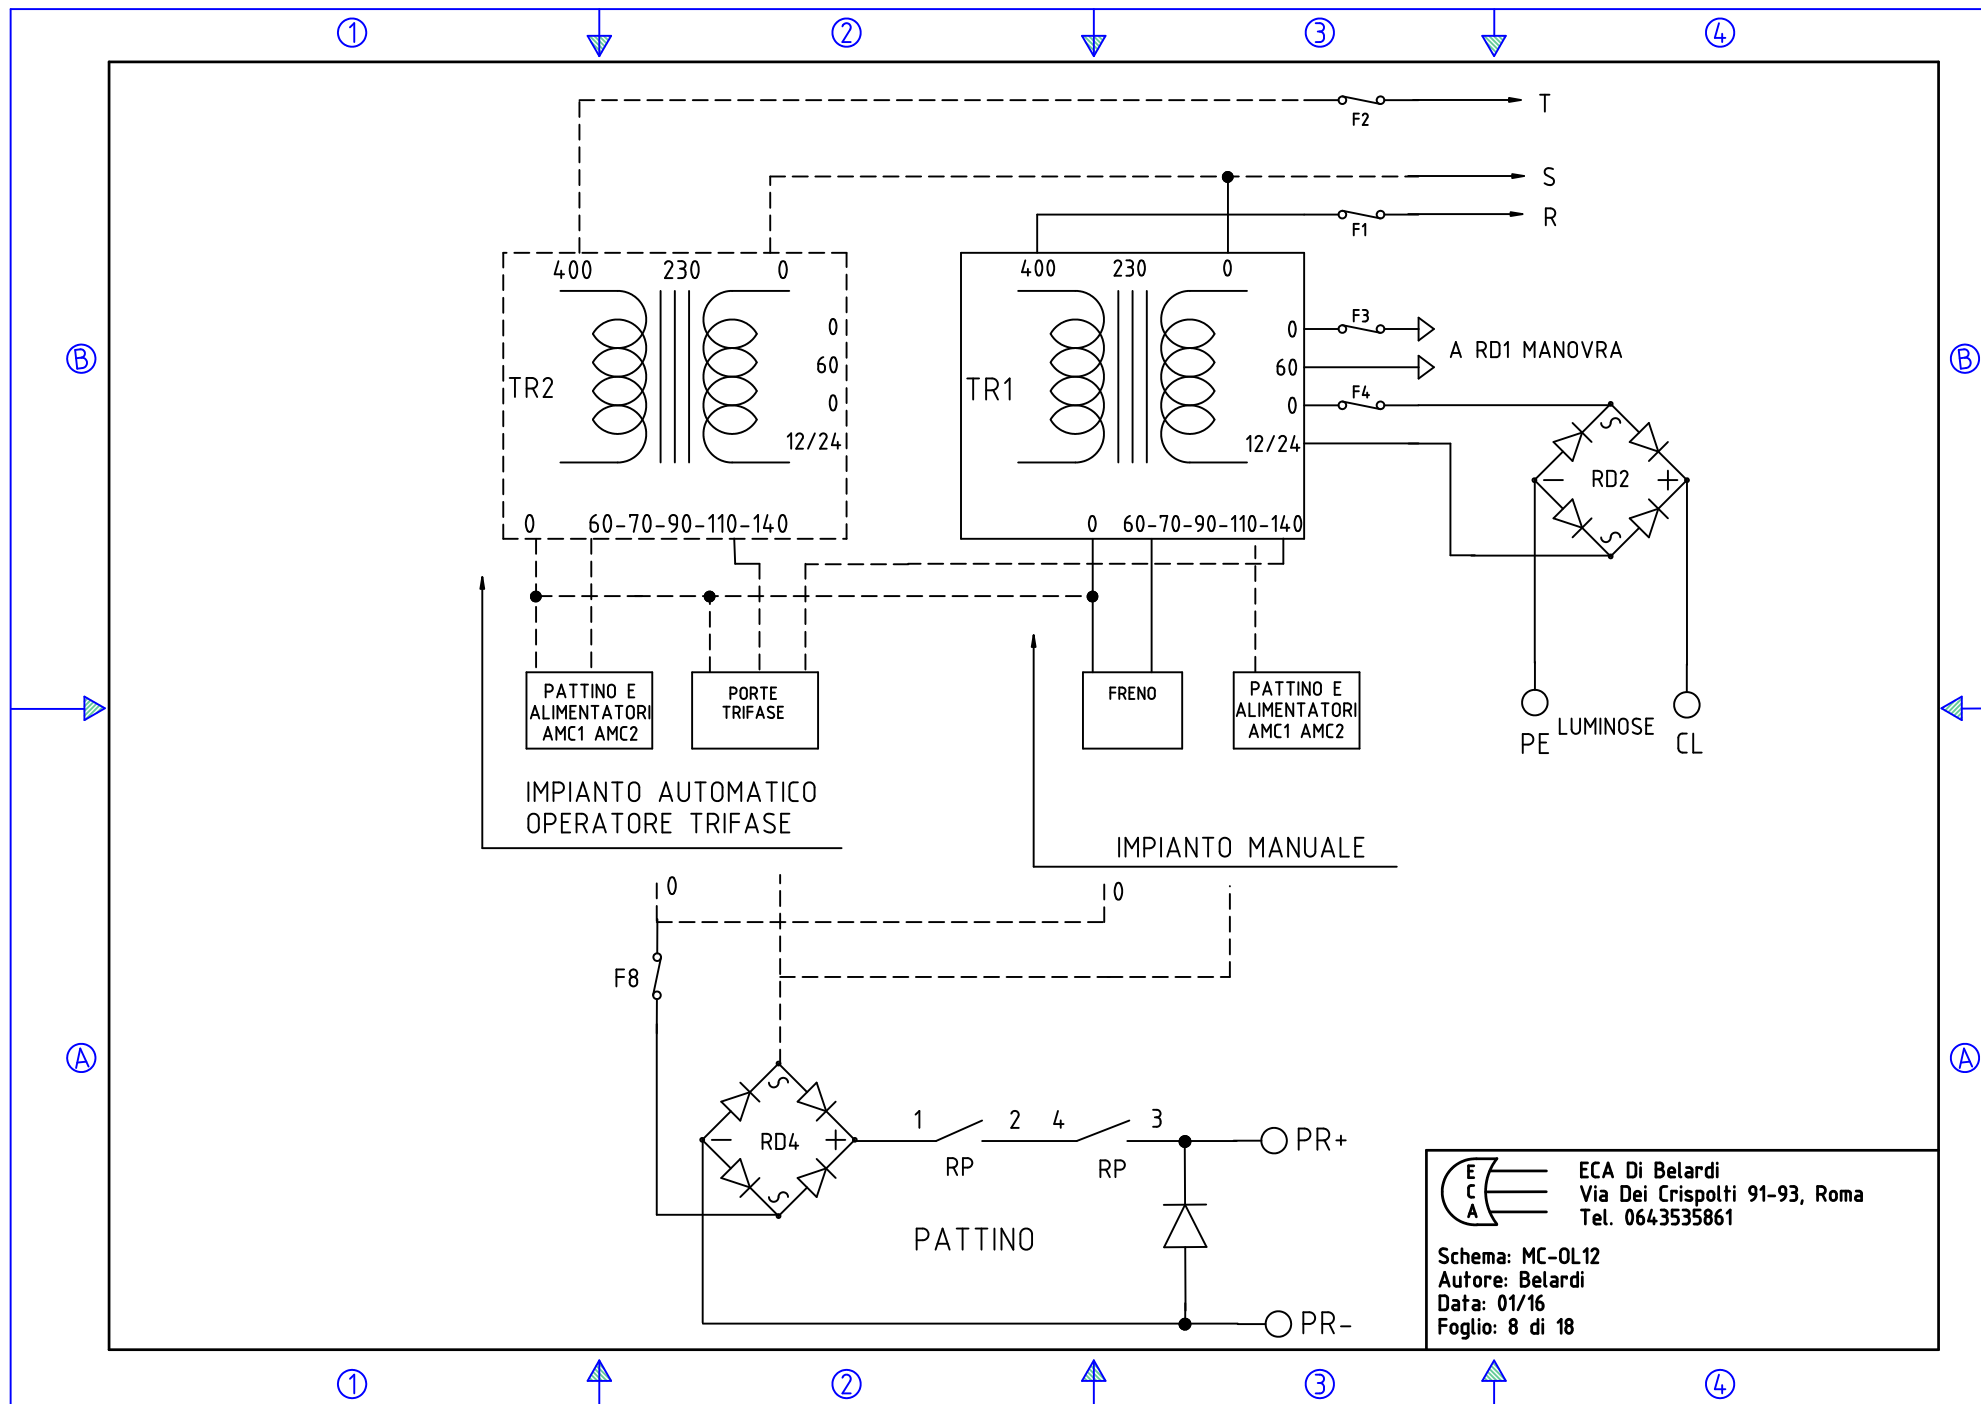 1 2 3 4
T
F2
S
R
F1
400 230 0
400 230 0
0
60
0
12/24
TR2
TR1
0
60
0
12/24
F3
A RD1 MANOVRA
F4
RD2
B
B
0 60-70-90-110-140
0 60-70-90-110-140
PATTINO E
ALIMENTATORI
AMC1 AMC2
PORTE
TRIFASE
FRENO
PATTINO E
ALIMENTATORI
AMC1 AMC2
PE LUMINOSE CL
IMPIANTO AUTOMATICO
OPERATORE TRIFASE
IMPIANTO MANUALE
0
0
F8
A
A
RD4
1 2 4 3
RP RP
PR+
PATTINO
PR-
E
C
A
ECA Di Belardi
Via Dei Crispolti 91-93, Roma
Tel. 0643535861
Schema: MC-OL12
Autore: Belardi
Data: 01/16
Foglio: 8 di 18
1 2 3 4